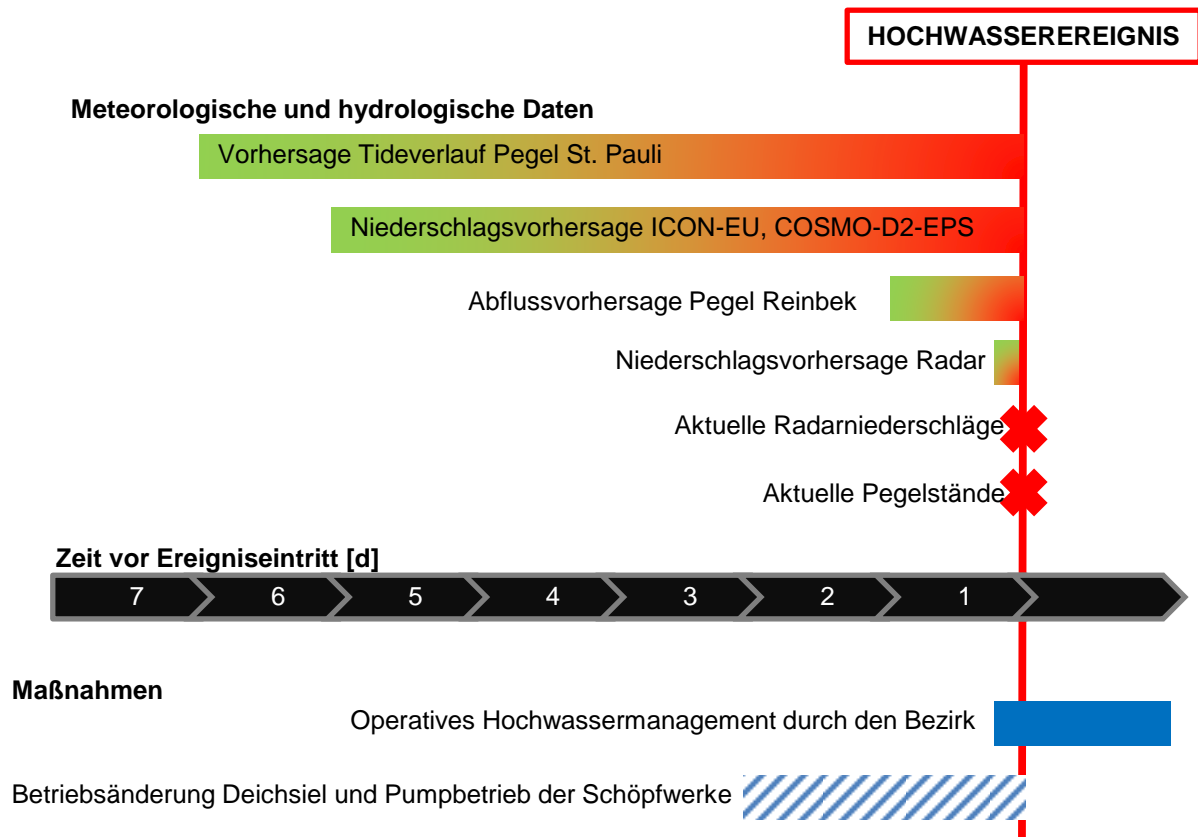 HOCHWASSEREREIGNIS
Meteorologische und hydrologische Daten
Vorhersage Tideverlauf Pegel St. Pauli
Niederschlagsvorhersage ICON-EU, COSMO-D2-EPS
Abflussvorhersage Pegel Reinbek
Niederschlagsvorhersage Radar
Aktuelle Radarniederschläge
Aktuelle Pegelstände
Zeit vor Ereigniseintritt [d]
7 6 5 4 3 2 1
Maßnahmen
Operatives Hochwassermanagement durch den Bezirk
Betriebsänderung Deichsiel und Pumpbetrieb der Schöpfwerke